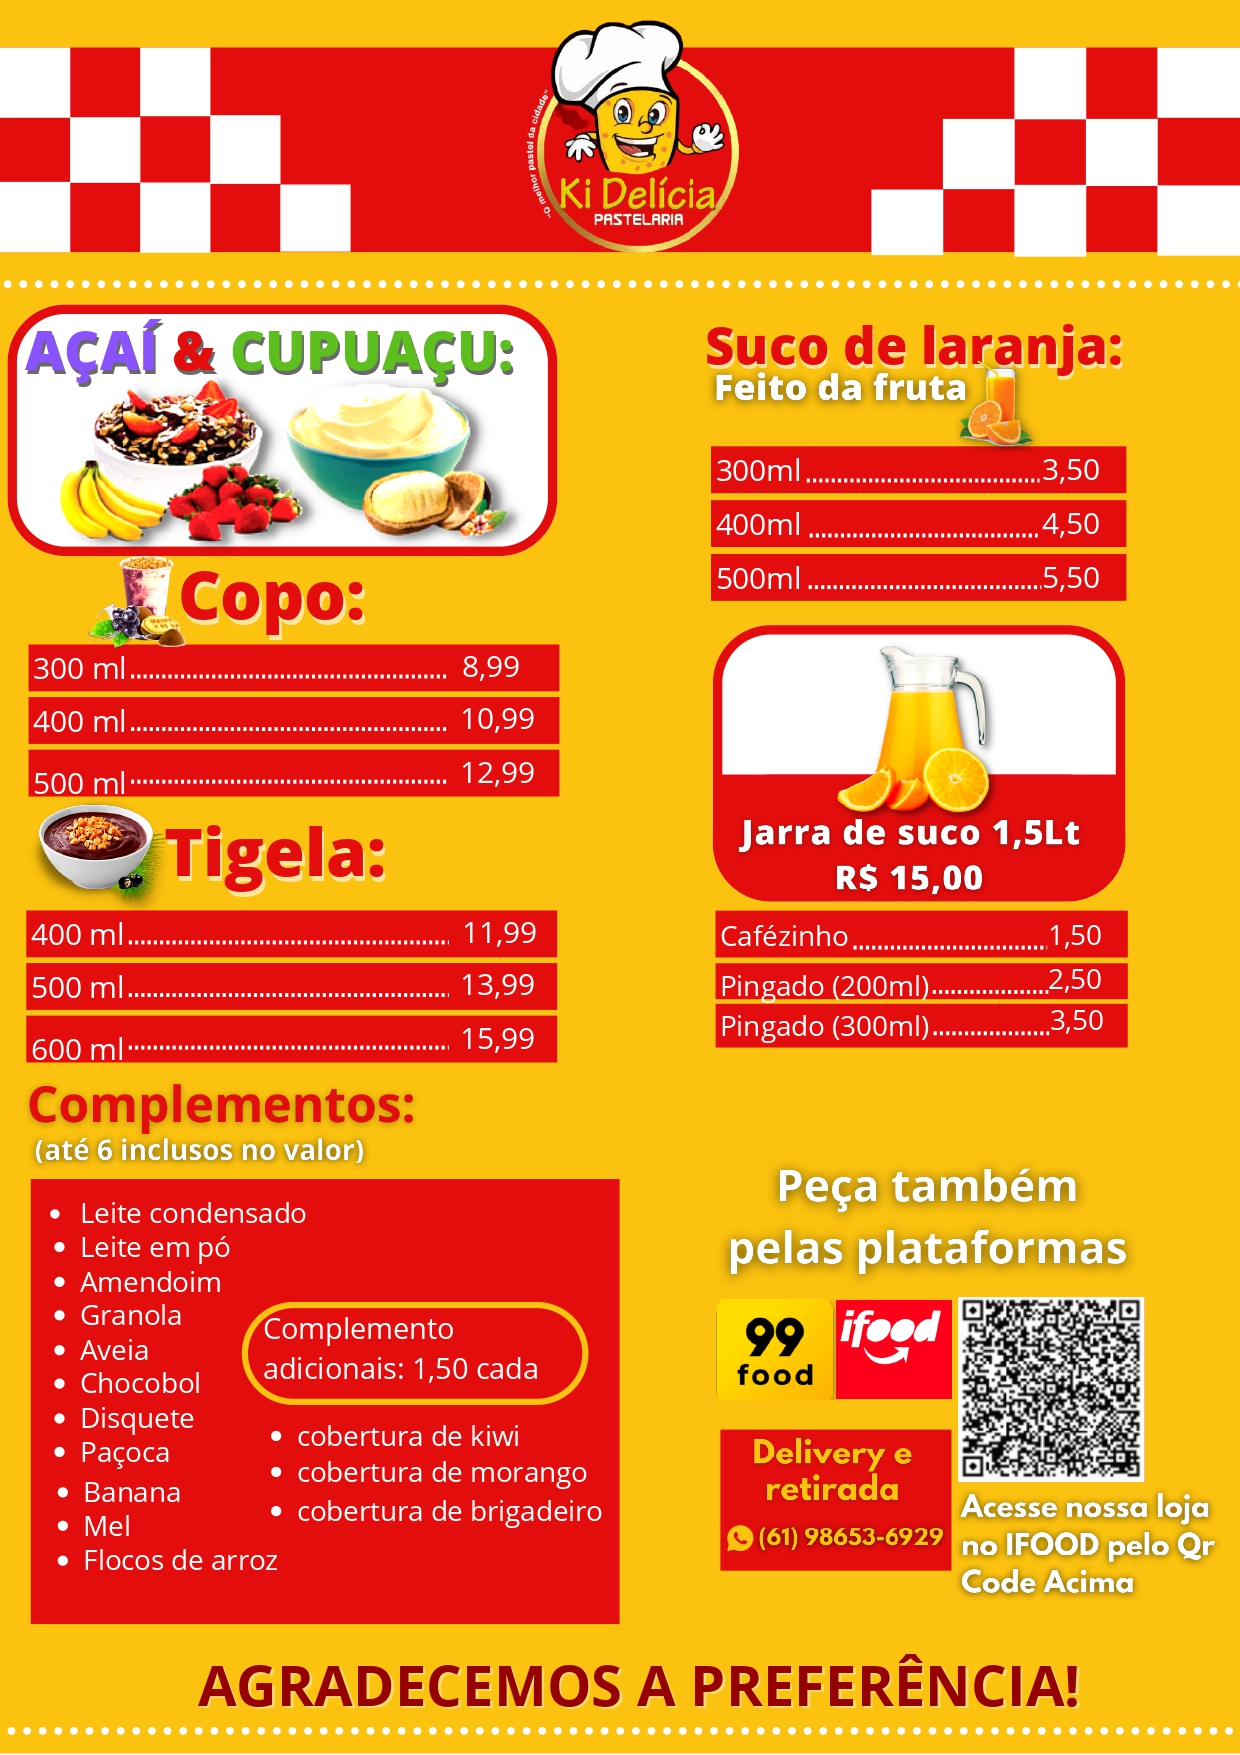 "O melhor pastel da cidade"
Ki Delícia
PASTELARIA
AÇAÍ & CUPUAÇU:
Copo:
300 ml........................................................ 8,99
400 ml........................................................ 10,99
500 ml........................................................ 12,99
Tigela:
400 ml........................................................ 11,99
500 ml........................................................ 13,99
600 ml........................................................ 15,99
Complementos:
(até 6 inclusos no valor)
• Leite condensado
• Leite em pó
• Amendoim
• Granola
• Aveia
• Chocobol
• Disquete
• Paçoca
• Banana
• Mel
• Flocos de arroz
Complemento
adicionais: 1,50 cada
• cobertura de kiwi
• cobertura de morango
• cobertura de brigadeiro
Suco de laranja:
Feito da fruta
300ml........................................3,50
400ml........................................4,50
500ml........................................5,50
Jarra de suco 1,5Lt
R$ 15,00
Cafézinho.................................1,50
Pingado (200ml)....................2,50
Pingado (300ml)....................3,50
Peça também
pelas plataformas
99
food
ifood
Delivery e
retirada
(61) 98653-6929
Acesse nossa loja
no IFOOD pelo Qr
Code Acima
AGRADECEMOS A PREFERÊNCIA!